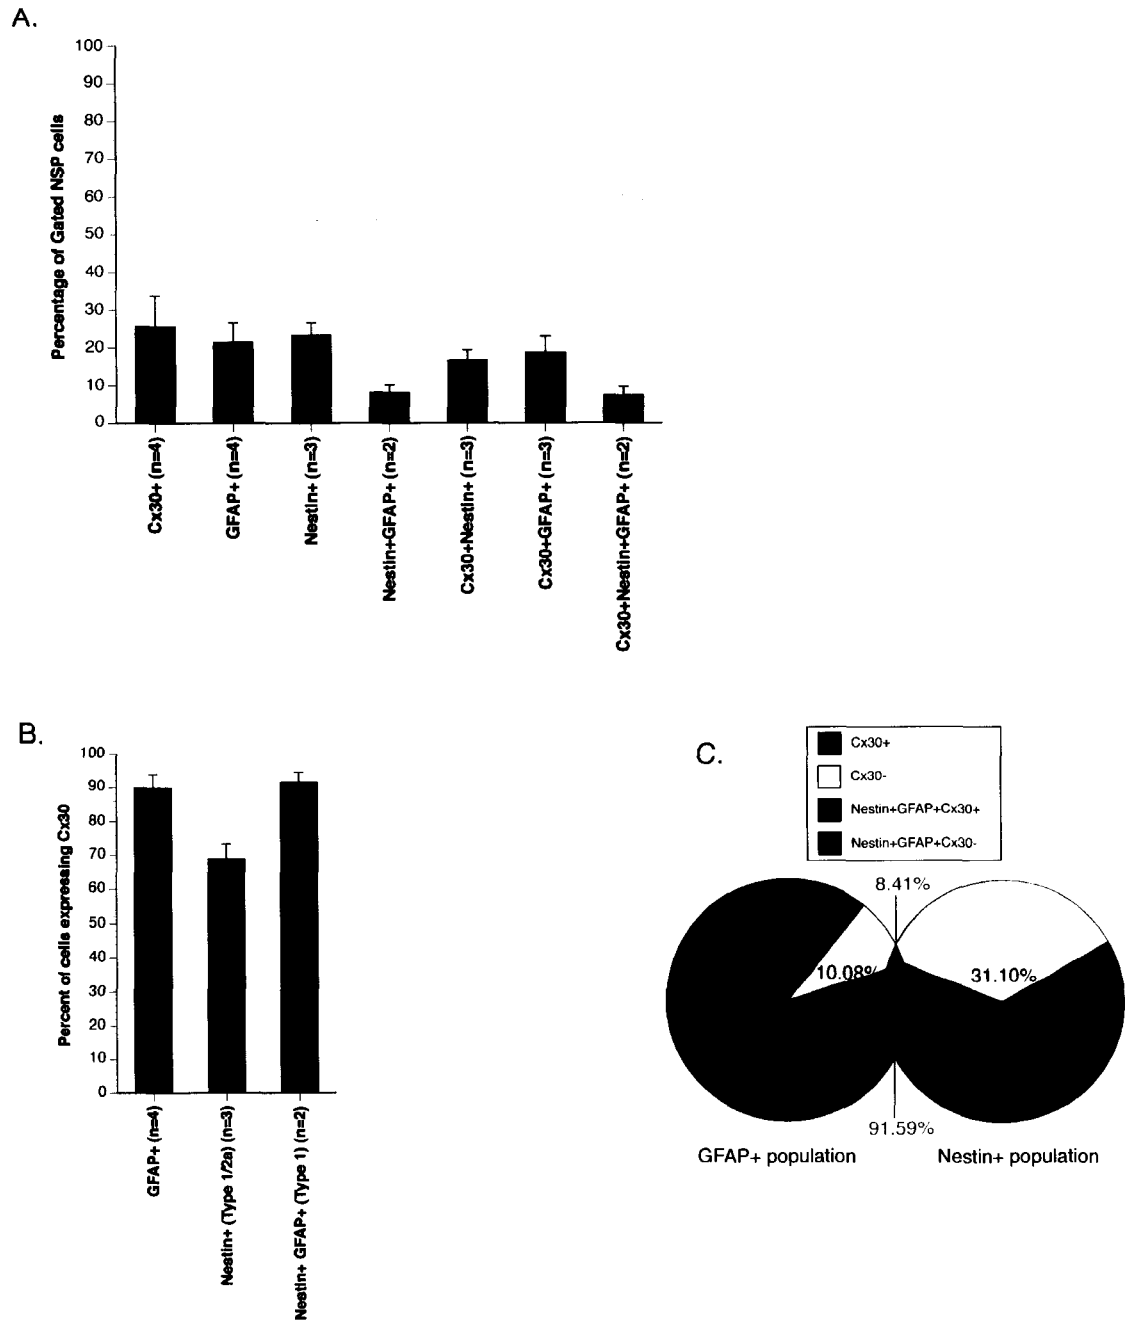 A.
Percentage of Gated NSP cells
100
90
80
70
60
50
40
30
20
10
0
Cx30+ (n=4)
GFAP+ (n=4)
Nestin+ (n=3)
Nestin+GFAP+ (n=2)
Cx30+Nestin+ (n=3)
Cx30+GFAP+ (n=3)
Cx30+Nestin+GFAP+ (n=2)
B.
Percent of cells expressing Cx30
100
90
80
70
60
50
40
30
20
10
0
GFAP+ (n=4)
Nestin+ (Type 1/2a) (n=3)
Nestin+ GFAP+ (Type 1) (n=2)
C.
Cx30+
Cx30-
Nestin+GFAP+Cx30+
Nestin+GFAP+Cx30-
8.41%
10.08%
31.10%
91.59%
GFAP+ population
Nestin+ population